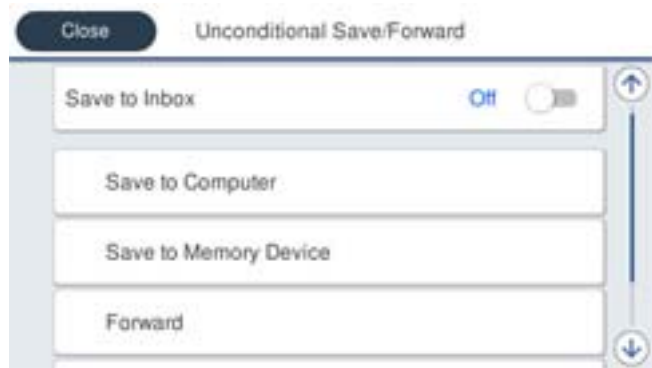 Close Unconditional Save/Forward
Save to Inbox Off
Save to Computer
Save to Memory Device
Forward